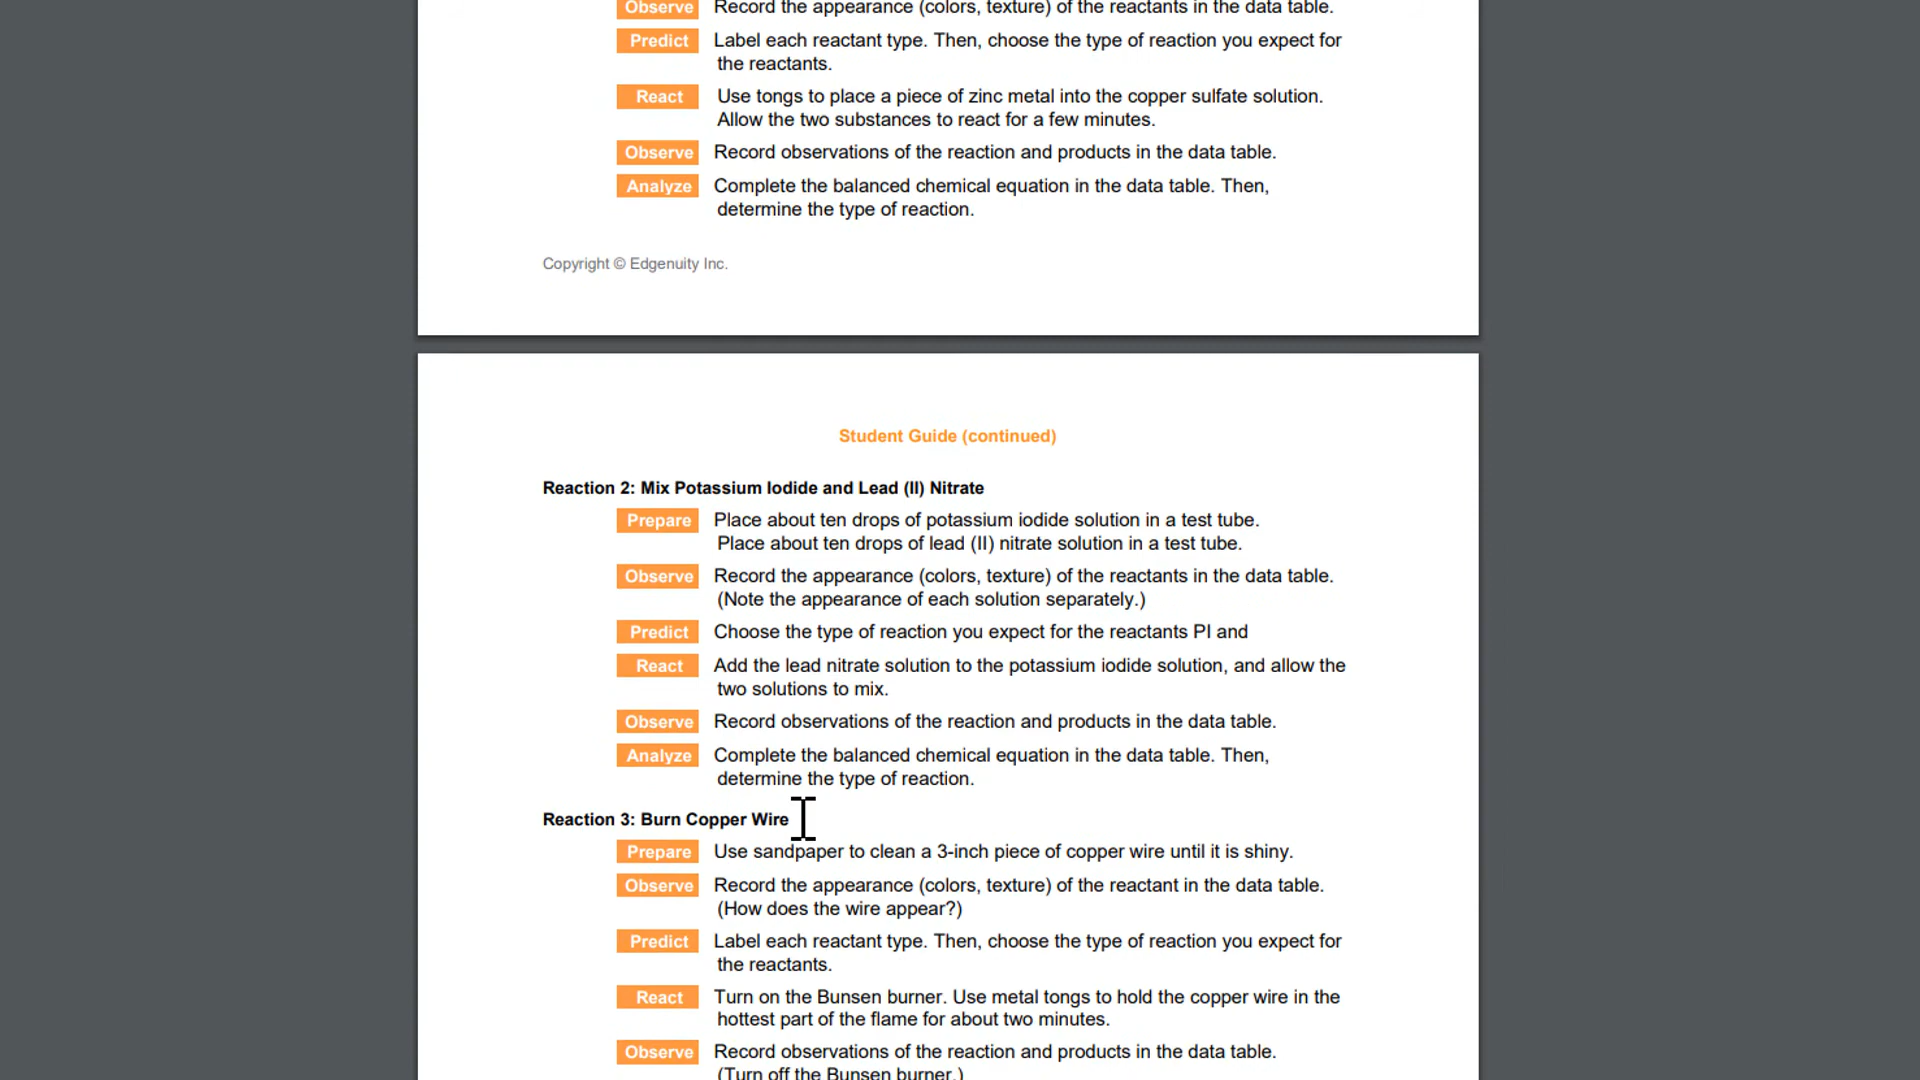 Observe Record the appearance (colors, texture) of the reactants in the data table.
Predict Label each reactant type. Then, choose the type of reaction you expect for
the reactants.
React Use tongs to place a piece of zinc metal into the copper sulfate solution.
Allow the two substances to react for a few minutes.
Observe Record observations of the reaction and products in the data table.
Analyze Complete the balanced chemical equation in the data table. Then,
determine the type of reaction.
Copyright © Edgenuity Inc.
Student Guide (continued)
Reaction 2: Mix Potassium Iodide and Lead (II) Nitrate
Prepare Place about ten drops of potassium iodide solution in a test tube.
Place about ten drops of lead (II) nitrate solution in a test tube.
Observe Record the appearance (colors, texture) of the reactants in the data table.
(Note the appearance of each solution separately.)
Predict Choose the type of reaction you expect for the reactants PI and
React Add the lead nitrate solution to the potassium iodide solution, and allow the
two solutions to mix.
Observe Record observations of the reaction and products in the data table.
Analyze Complete the balanced chemical equation in the data table. Then,
determine the type of reaction.
Reaction 3: Burn Copper Wire
Prepare Use sandpaper to clean a 3-inch piece of copper wire until it is shiny.
Observe Record the appearance (colors, texture) of the reactant in the data table.
(How does the wire appear?)
Predict Label each reactant type. Then, choose the type of reaction you expect for
the reactants.
React Turn on the Bunsen burner. Use metal tongs to hold the copper wire in the
hottest part of the flame for about two minutes.
Observe Record observations of the reaction and products in the data table.
(Turn off the Bunsen burner.)